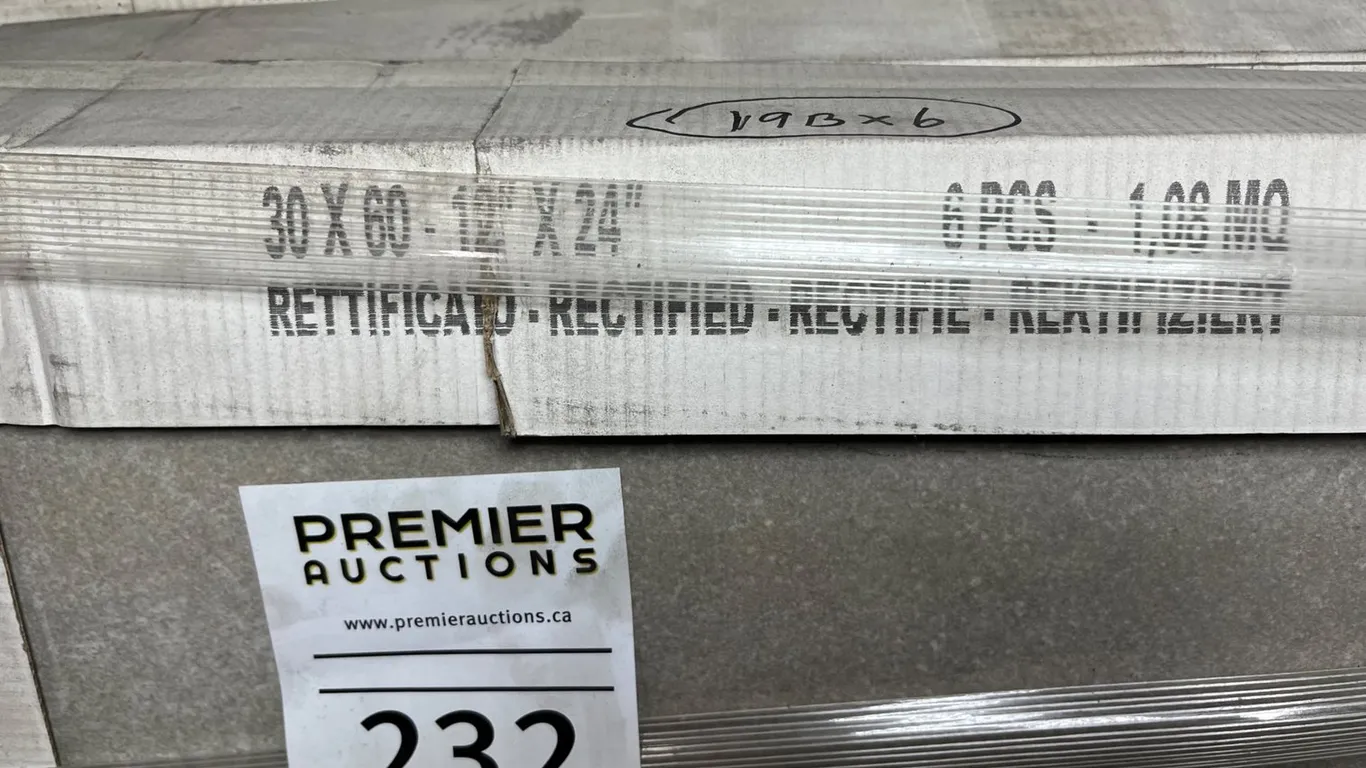 19B x 6
30 X 60 - 12" X 24" 6 PCS - 1,08 MQ
RETTIFICATO - RECTIFIED - RECTIFIE - REKTIFIZIERT
PREMIER
AUCTIONS
www.premierauctions.ca
232